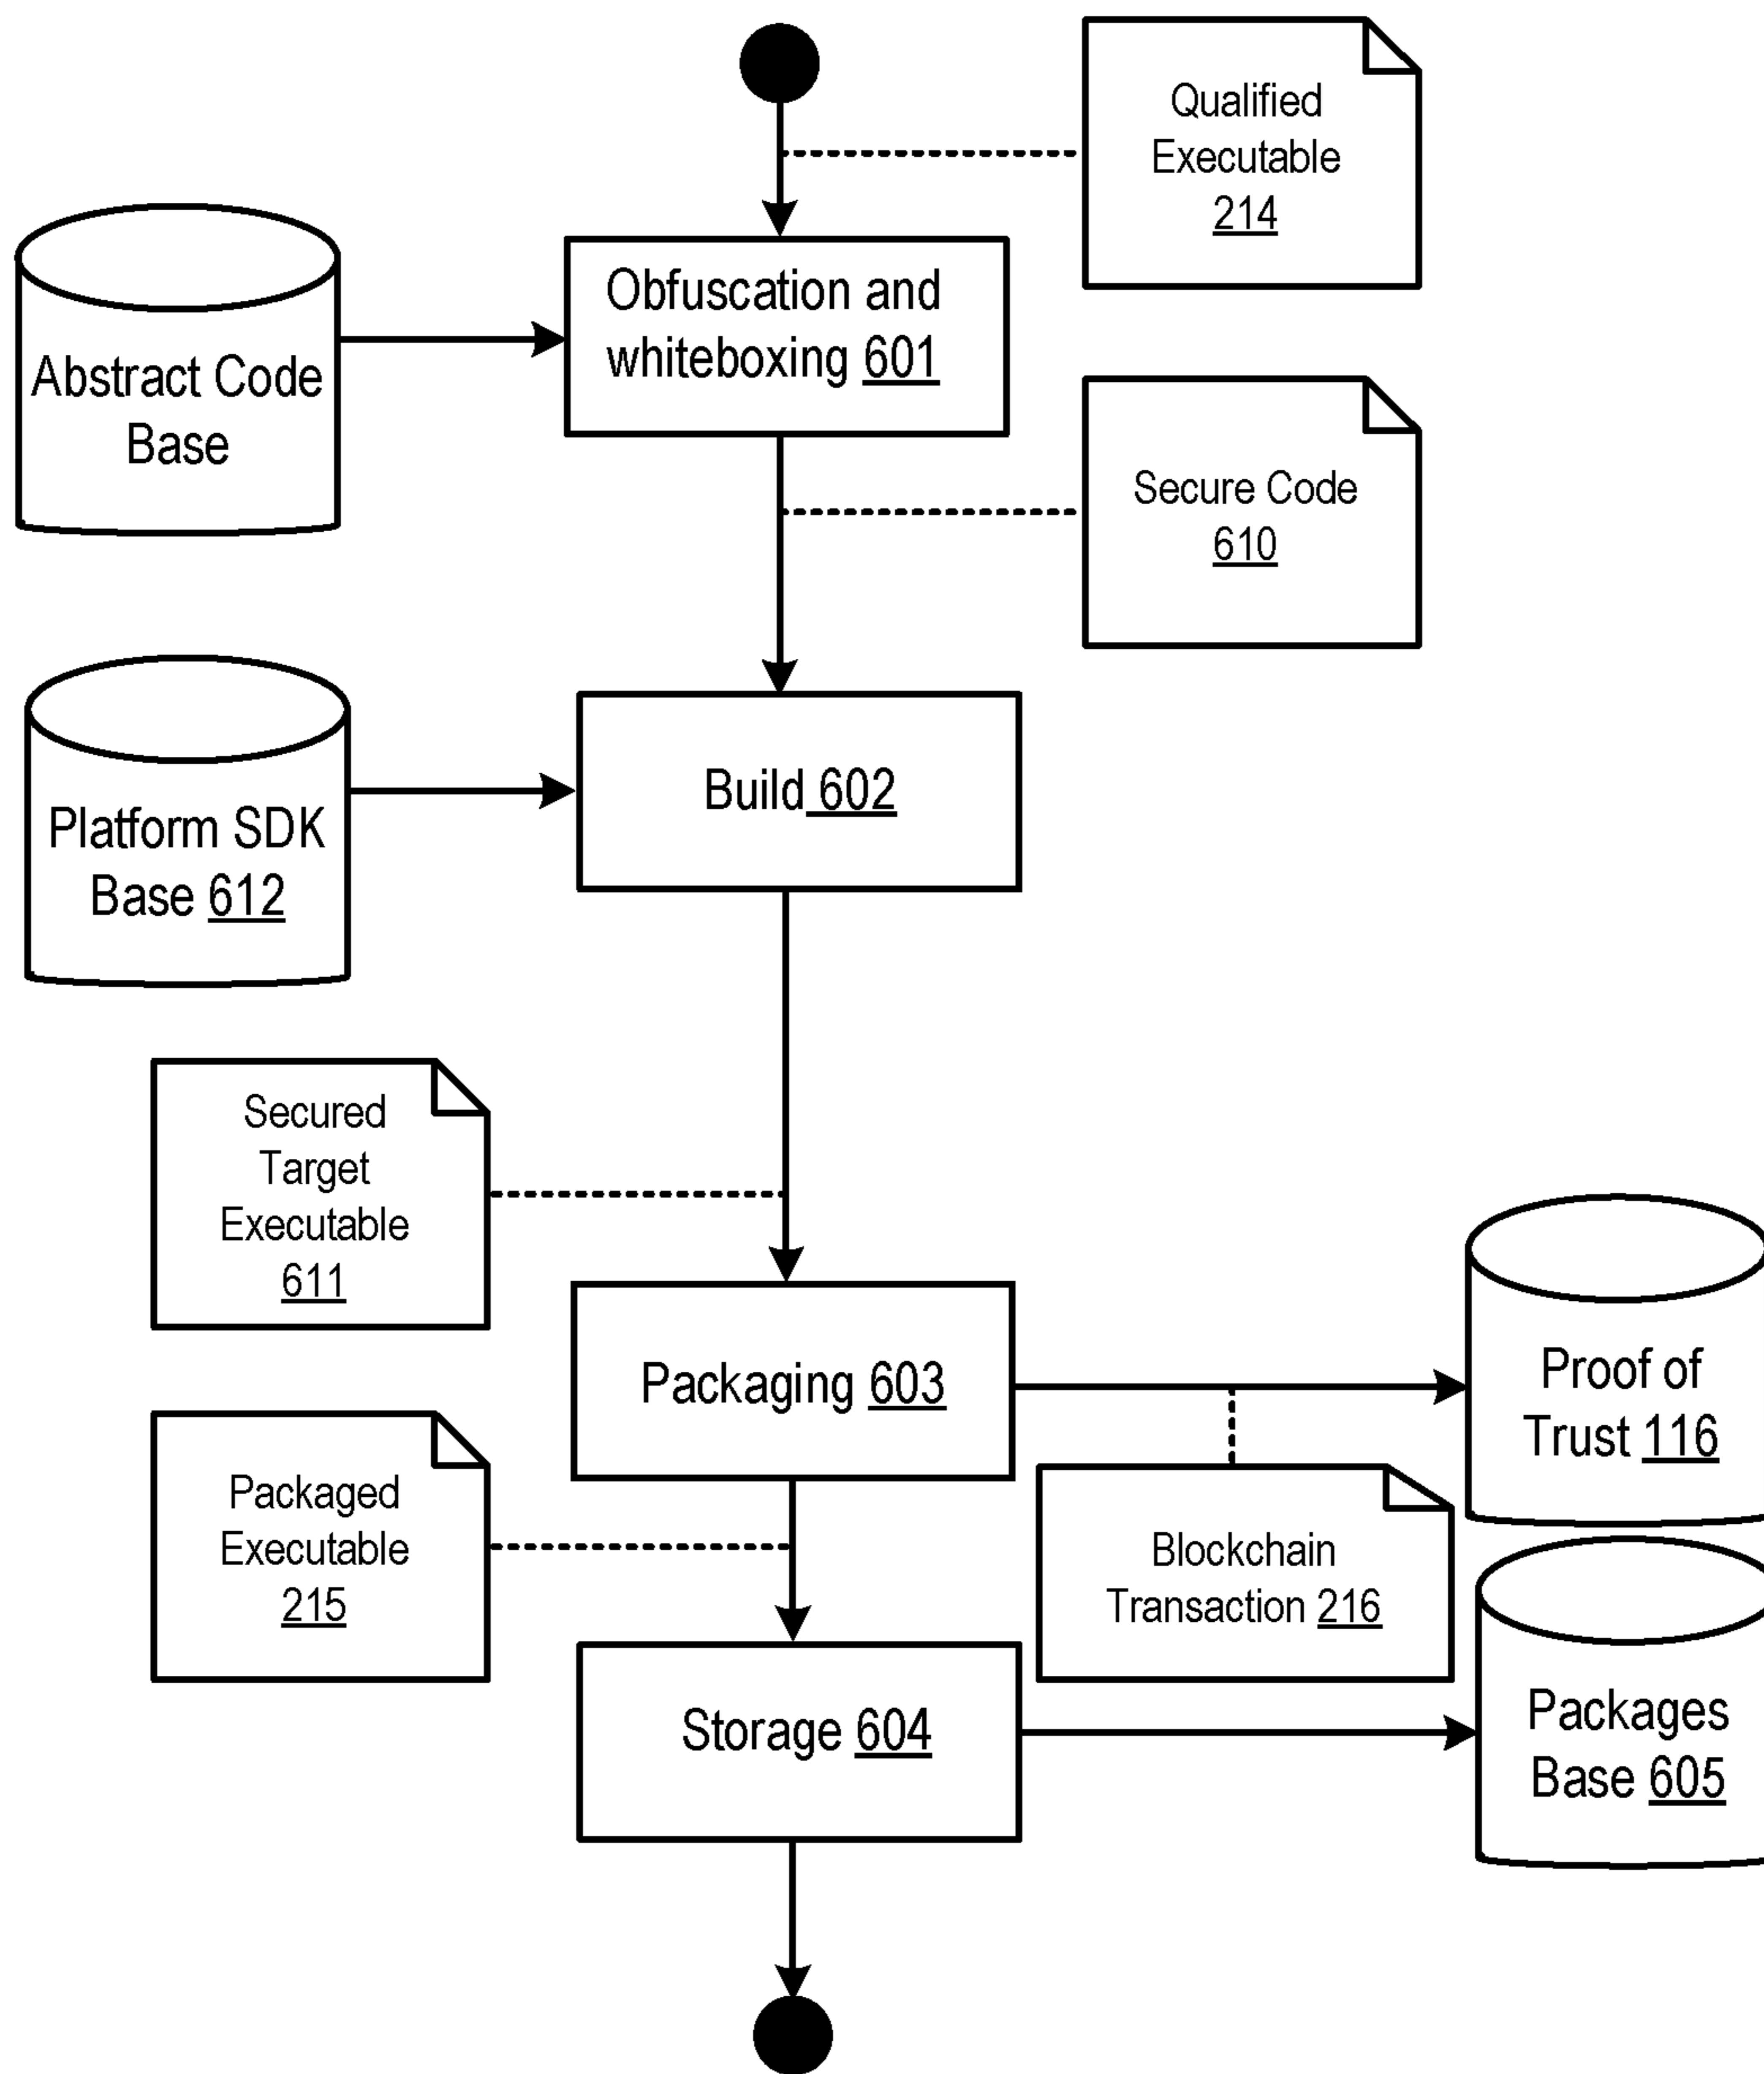 Qualified
Executable
214
Obfuscation and
whiteboxing 601
Abstract Code
Base
Secure Code
610
Build 602
Platform SDK
Base 612
Secured
Target
Executable
611
Packaging 603
Proof of
Trust 116
Packaged
Executable
215
Blockchain
Transaction 216
Storage 604
Packages
Base 605